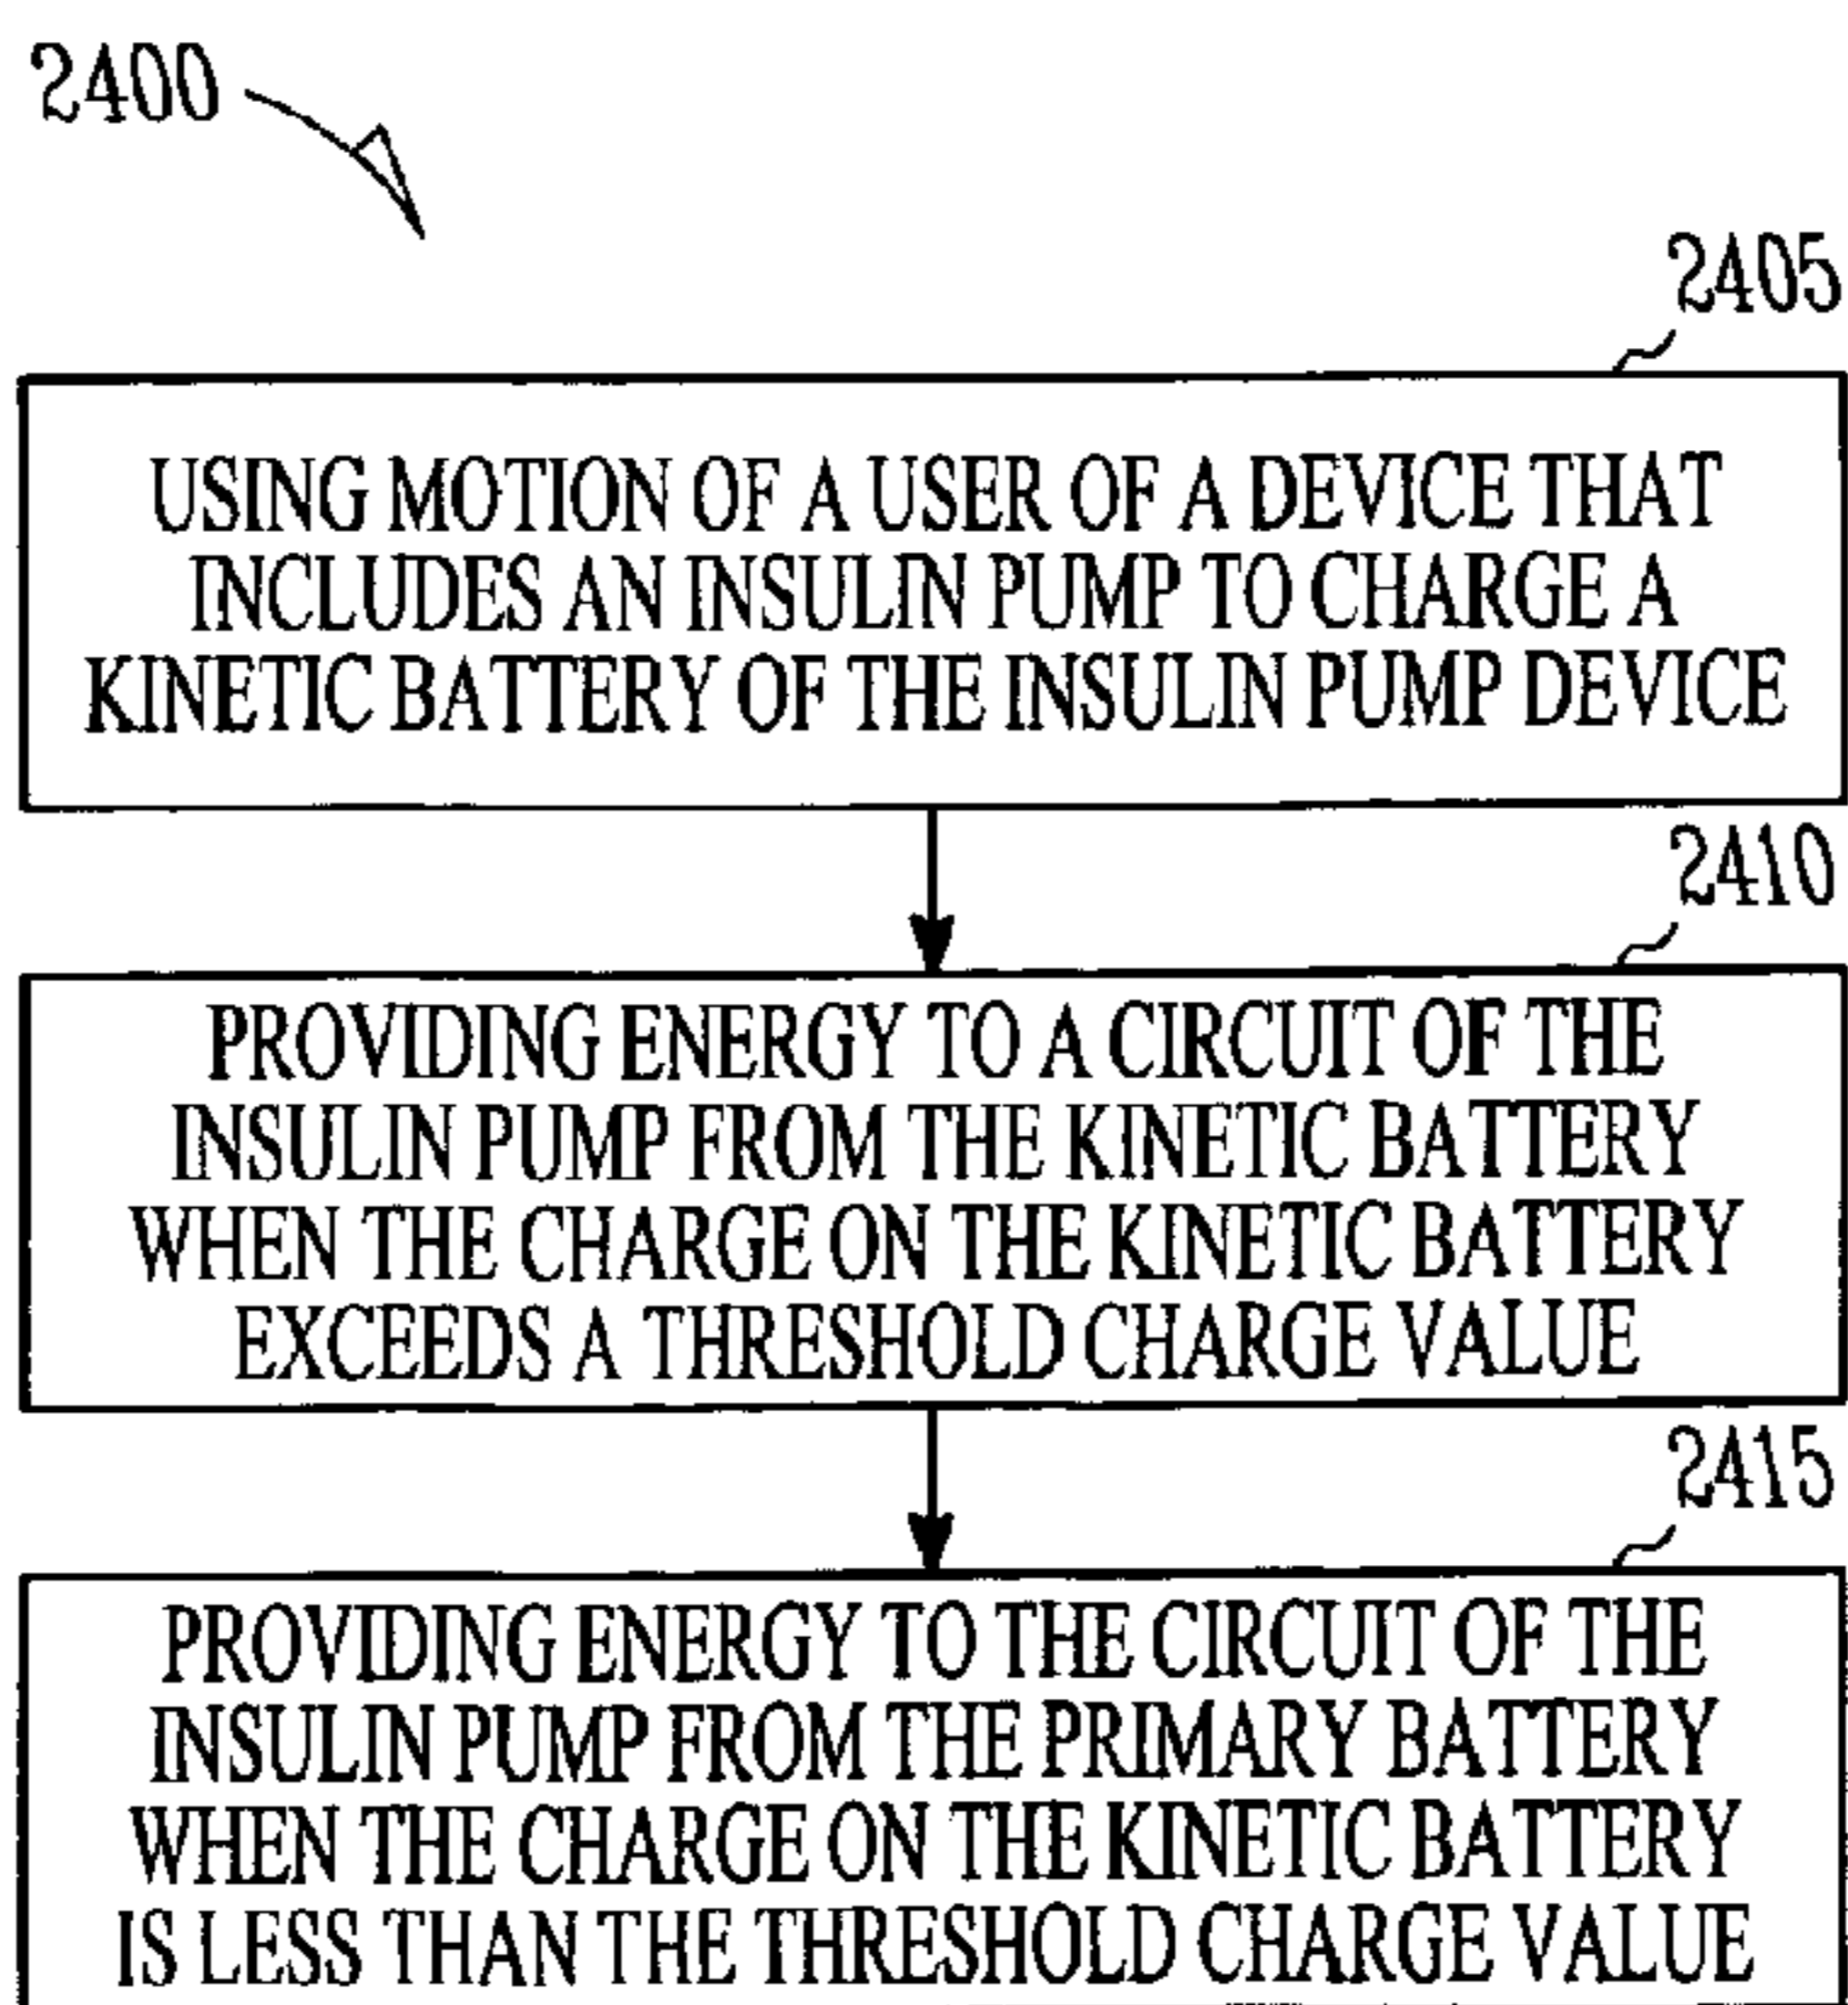 2400
2405
USING MOTION OF A USER OF A DEVICE THAT
INCLUDES AN INSULIN PUMP TO CHARGE A
KINETIC BATTERY OF THE INSULIN PUMP DEVICE
2410
PROVIDING ENERGY TO A CIRCUIT OF THE
INSULIN PUMP FROM THE KINETIC BATTERY
WHEN THE CHARGE ON THE KINETIC BATTERY
EXCEEDS A THRESHOLD CHARGE VALUE
2415
PROVIDING ENERGY TO THE CIRCUIT OF THE
INSULIN PUMP FROM THE PRIMARY BATTERY
WHEN THE CHARGE ON THE KINETIC BATTERY
IS LESS THAN THE THRESHOLD CHARGE VALUE